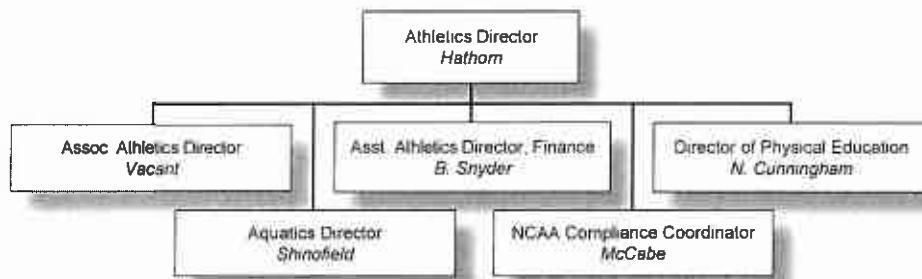 Athletics Director
Hathorn
Assoc Athletics Director
Vacant
Asst. Athletics Director, Finance
B. Snyder
Director of Physical Education
N. Cunningham
Aquatics Director
Shinofield
NCAA Compliance Coordinator
McCabe